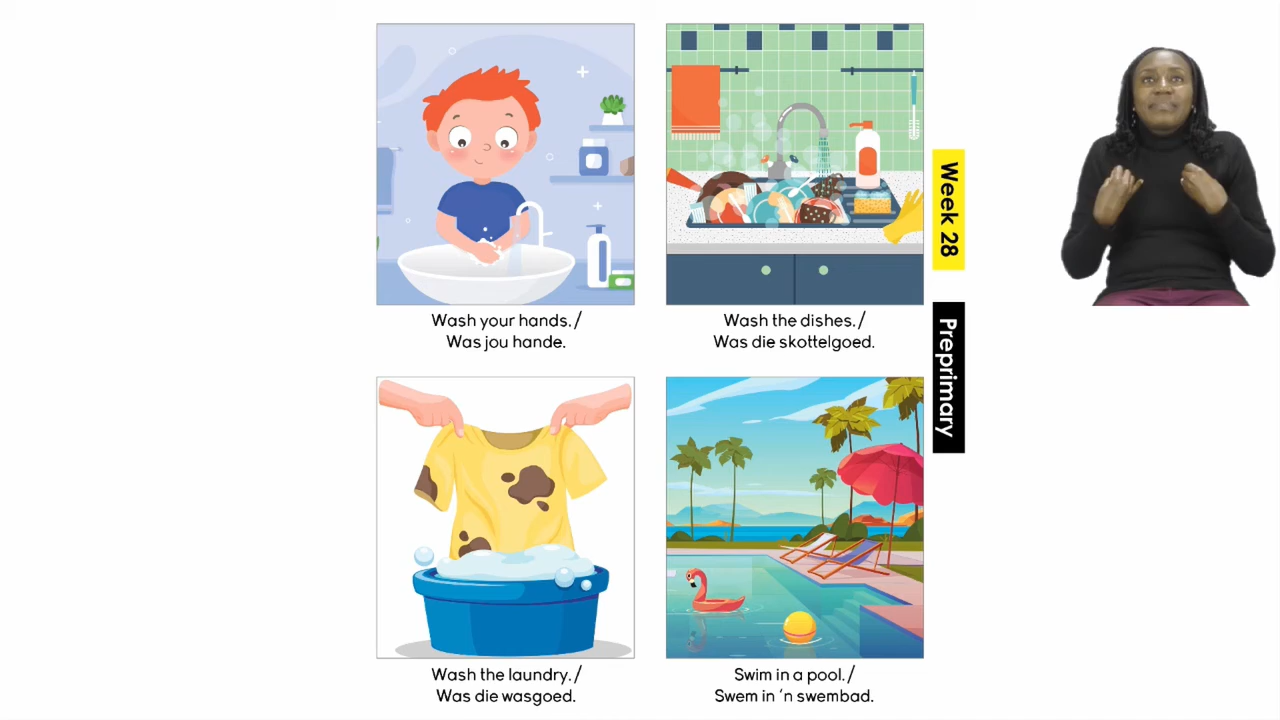 Wash your hands./
Was jou hande.
Wash the dishes./
Was die skottelgoed.
Week 28
Preprimary
Wash the laundry./
Was die wasgoed.
Swim in a pool./
Swem in ‘n swembad.